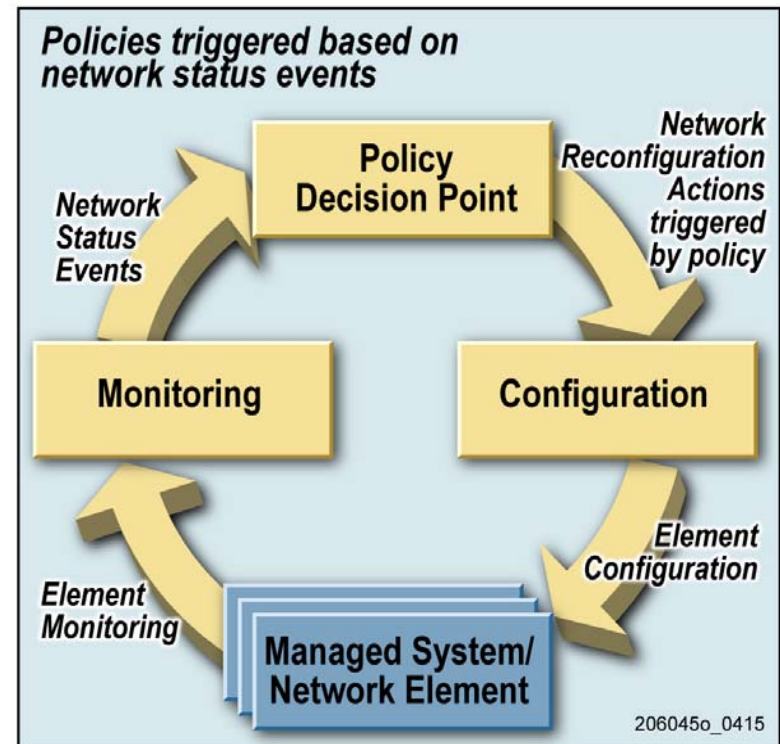 Policies triggered based on
network status events
Policy
Decision Point
Network
Reconfiguration
Actions
triggered
by policy
Network
Status
Events
Monitoring
Configuration
Element
Configuration
Element
Monitoring
Managed System/
Network Element
206045o_0415